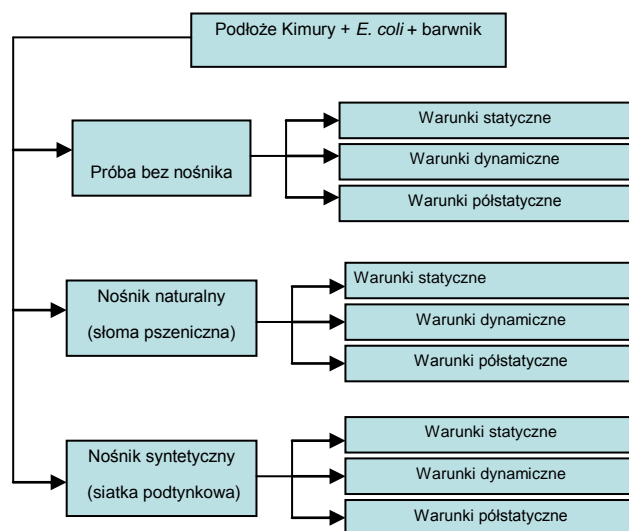 Podłoże Kimury + E. coli + barwnik
Próba bez nośnika
Warunki statyczne
Warunki dynamiczne
Warunki półstatyczne
Nośnik naturalny
(słoma pszeniczna)
Warunki statyczne
Warunki dynamiczne
Warunki półstatyczne
Nośnik syntetyczny
(siatka podtynkowa)
Warunki statyczne
Warunki dynamiczne
Warunki półstatyczne